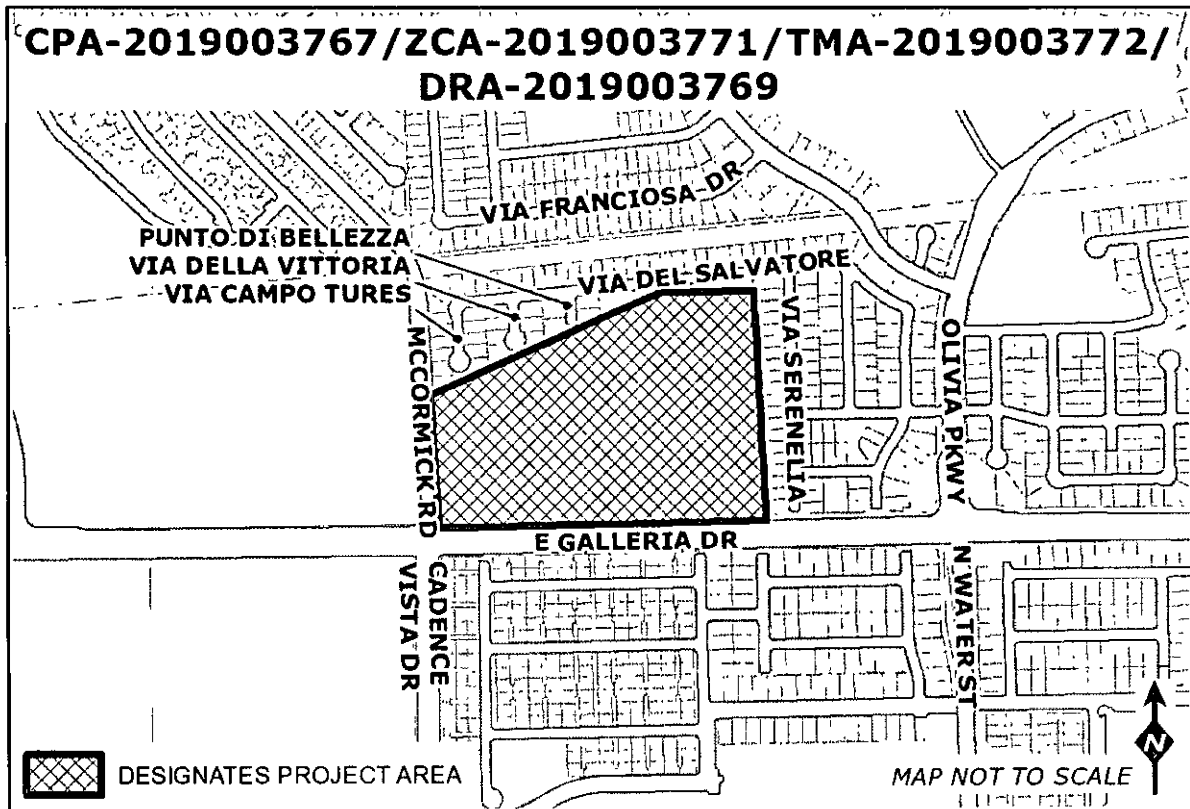 CPA-2019003767/ZCA-2019003771/TMA-2019003772/
DRA-2019003769
VIA FRANCIOSA DR
PUNTO DI BELLEZZA
VIA DELLA VITTORIA
VIA CAMPO TURES
VIA DEL SALVATORE
MCCORMICK RD
VIA SERENELIA
OLIVIA PKWY
E GALLERIA DR
CADENCE
VISTA DR
N WATER ST
DESIGNATES PROJECT AREA
MAP NOT TO SCALE
N